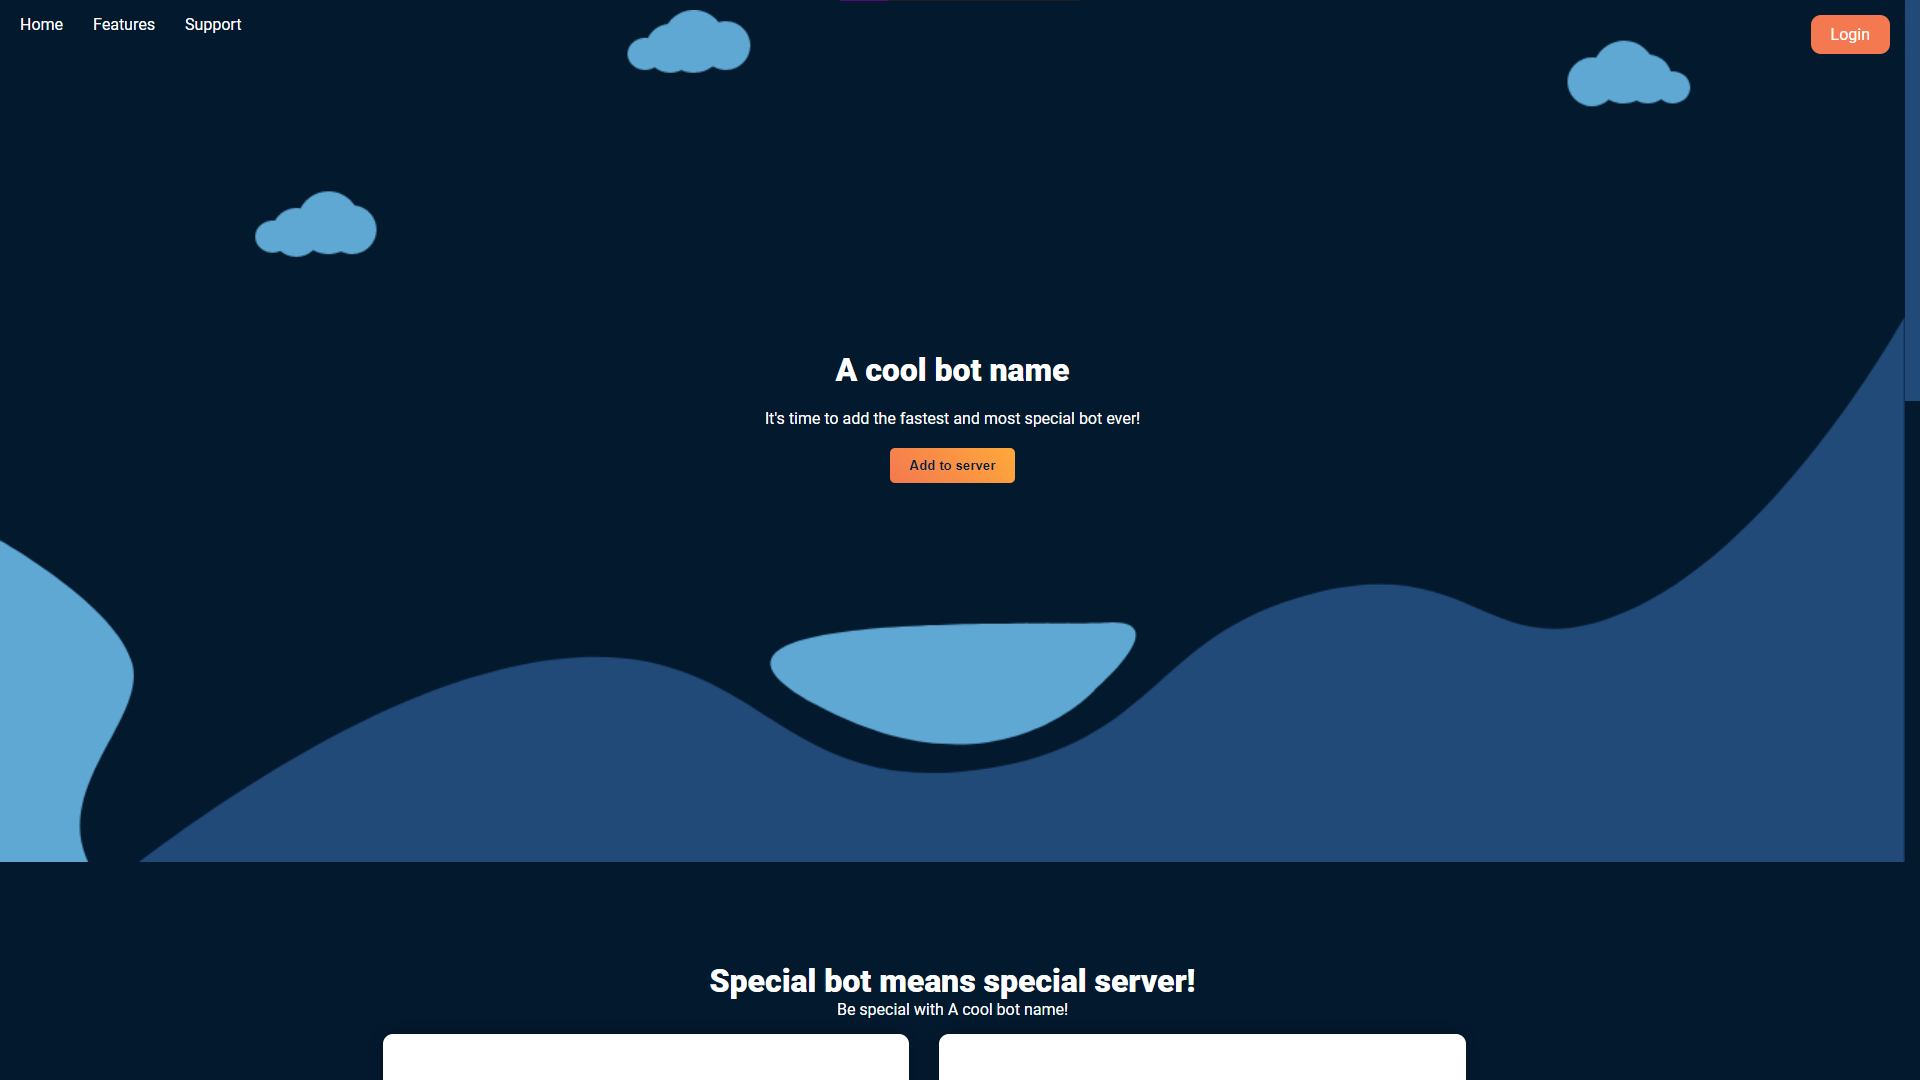 Home Features Support Login
A cool bot name
It's time to add the fastest and most special bot ever!
Add to server
Special bot means special server!
Be special with A cool bot name!